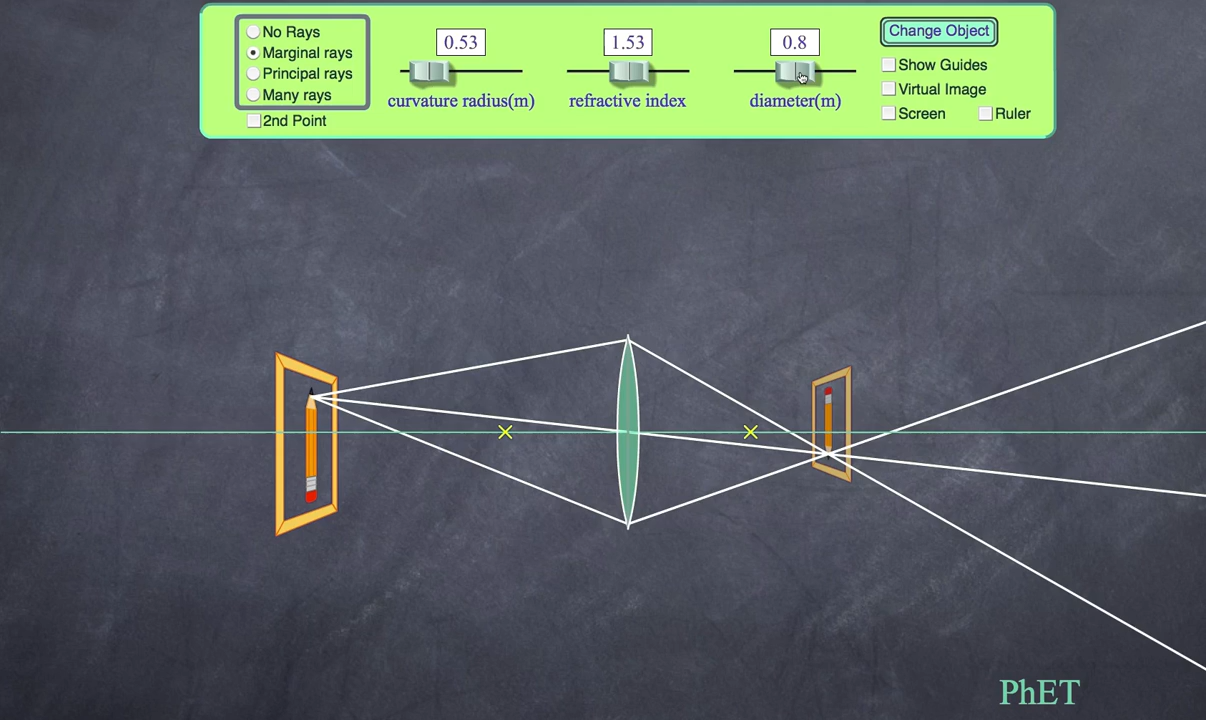 No Rays
Marginal rays
Principal rays
Many rays
2nd Point
0.53
curvature radius(m)
1.53
refractive index
0.8
diameter(m)
Change Object
Show Guides
Virtual Image
Screen
Ruler
PhET